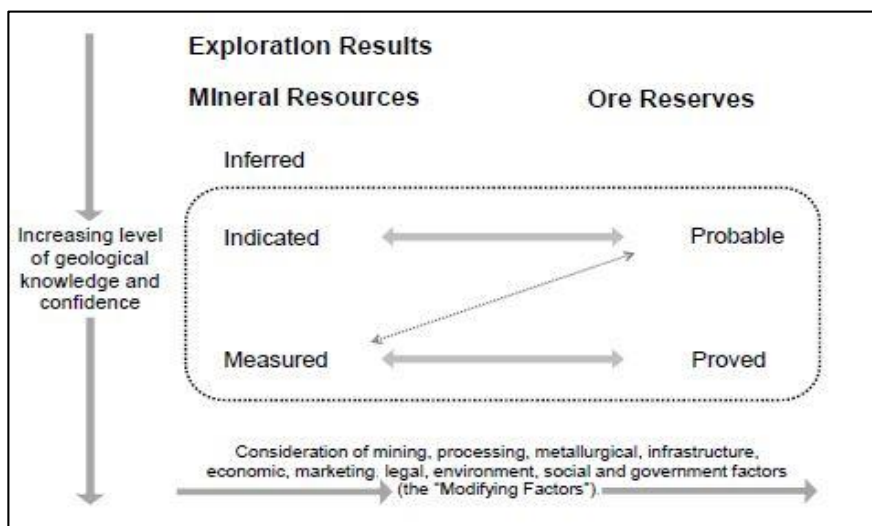 Exploration Results
MIneral Resources
Ore Reserves
Inferred
Increasing level
of geological
knowledge and
confidence
Indicated
Probable
Measured
Proved
Consideration of mining, processing, metallurgical, infrastructure,
economic, marketing, legal, environment, social and government factors
(the "Modifying Factors").